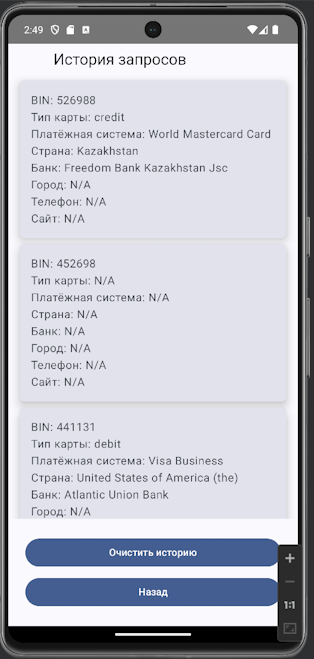 2:49
История запросов
BIN: 526988
Тип карты: credit
Платёжная система: World Mastercard Card
Страна: Kazakhstan
Банк: Freedom Bank Kazakhstan Jsc
Город: N/A
Телефон: N/A
Сайт: N/A
BIN: 452698
Тип карты: N/A
Платёжная система: N/A
Страна: N/A
Банк: N/A
Город: N/A
Телефон: N/A
Сайт: N/A
BIN: 441131
Тип карты: debit
Платёжная система: Visa Business
Страна: United States of America (the)
Банк: Atlantic Union Bank
Город: N/A
Очистить историю
Назад
1:1